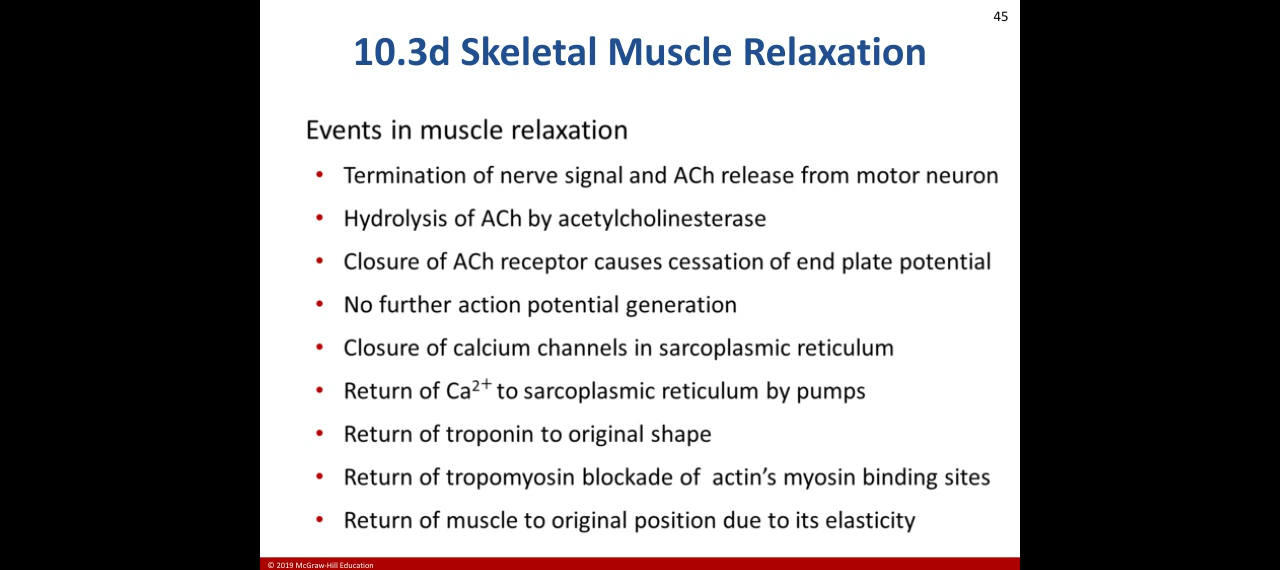 45
10.3d Skeletal Muscle Relaxation
Events in muscle relaxation
• Termination of nerve signal and ACh release from motor neuron
• Hydrolysis of ACh by acetylcholinesterase
• Closure of ACh receptor causes cessation of end plate potential
• No further action potential generation
• Closure of calcium channels in sarcoplasmic reticulum
• Return of Ca²⁺ to sarcoplasmic reticulum by pumps
• Return of troponin to original shape
• Return of tropomyosin blockade of actin’s myosin binding sites
• Return of muscle to original position due to its elasticity
© 2019 McGraw-Hill Education